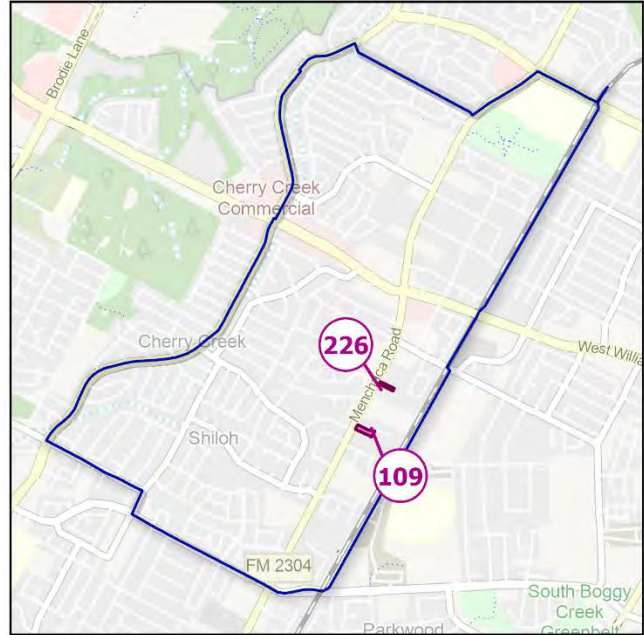 Brodie Lane
Cherry Creek
Commercial
Cherry Creek
226
Menchaca Road
West Willia
Shiloh
109
FM 2304
South Boggy
Creek
Greenbelt
Parkwood